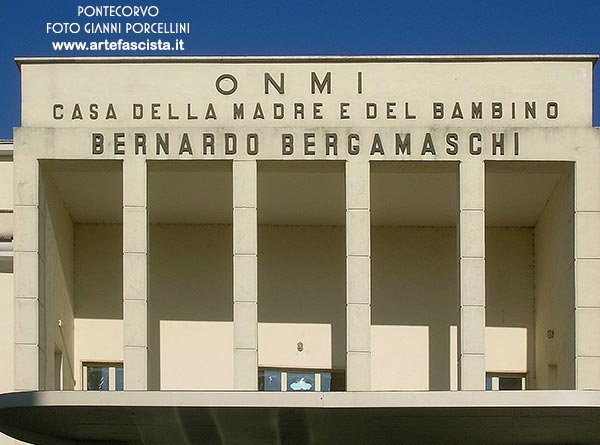 PONTECORVO
FOTO GIANNI PORCELLINI
www.artefascista.it
ONMI
CASA DELLA MADRE E DEL BAMBINO
BERNARDO BERGAMASCHI